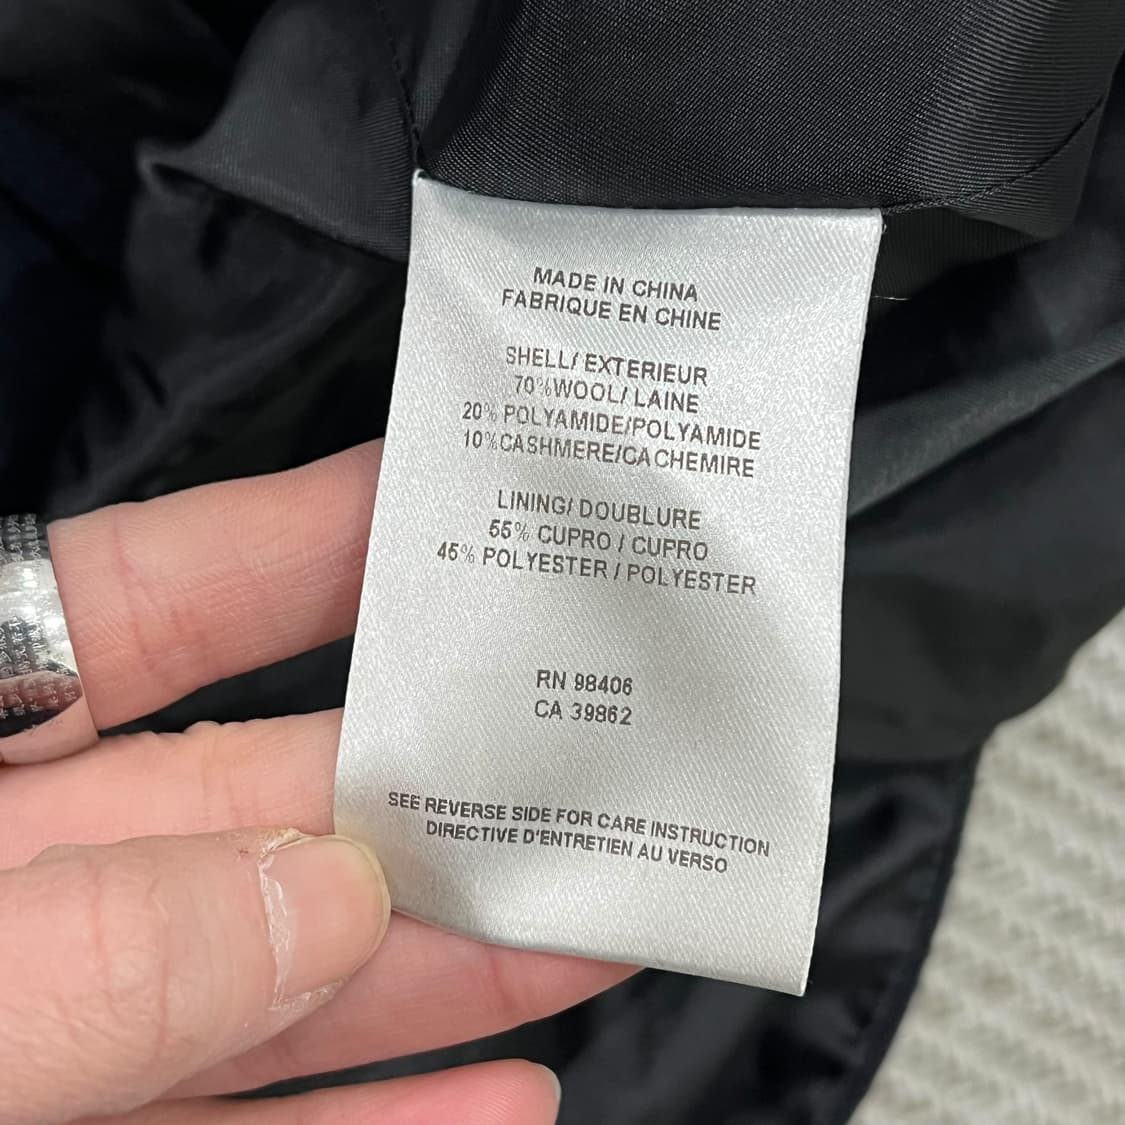 MADE IN CHINA
FABRIQUE EN CHINE
SHELL/ EXTERIEUR
70%WOOL/ LAINE
20% POLYAMIDE/POLYAMIDE
10%CASHMERE/CACHEMIRE
LINING/ DOUBLURE
55% CUPRO / CUPRO
45% POLYESTER / POLYESTER
RN 98406
CA 39862
SEE REVERSE SIDE FOR CARE INSTRUCTION
DIRECTIVE D'ENTRETIEN AU VERSO